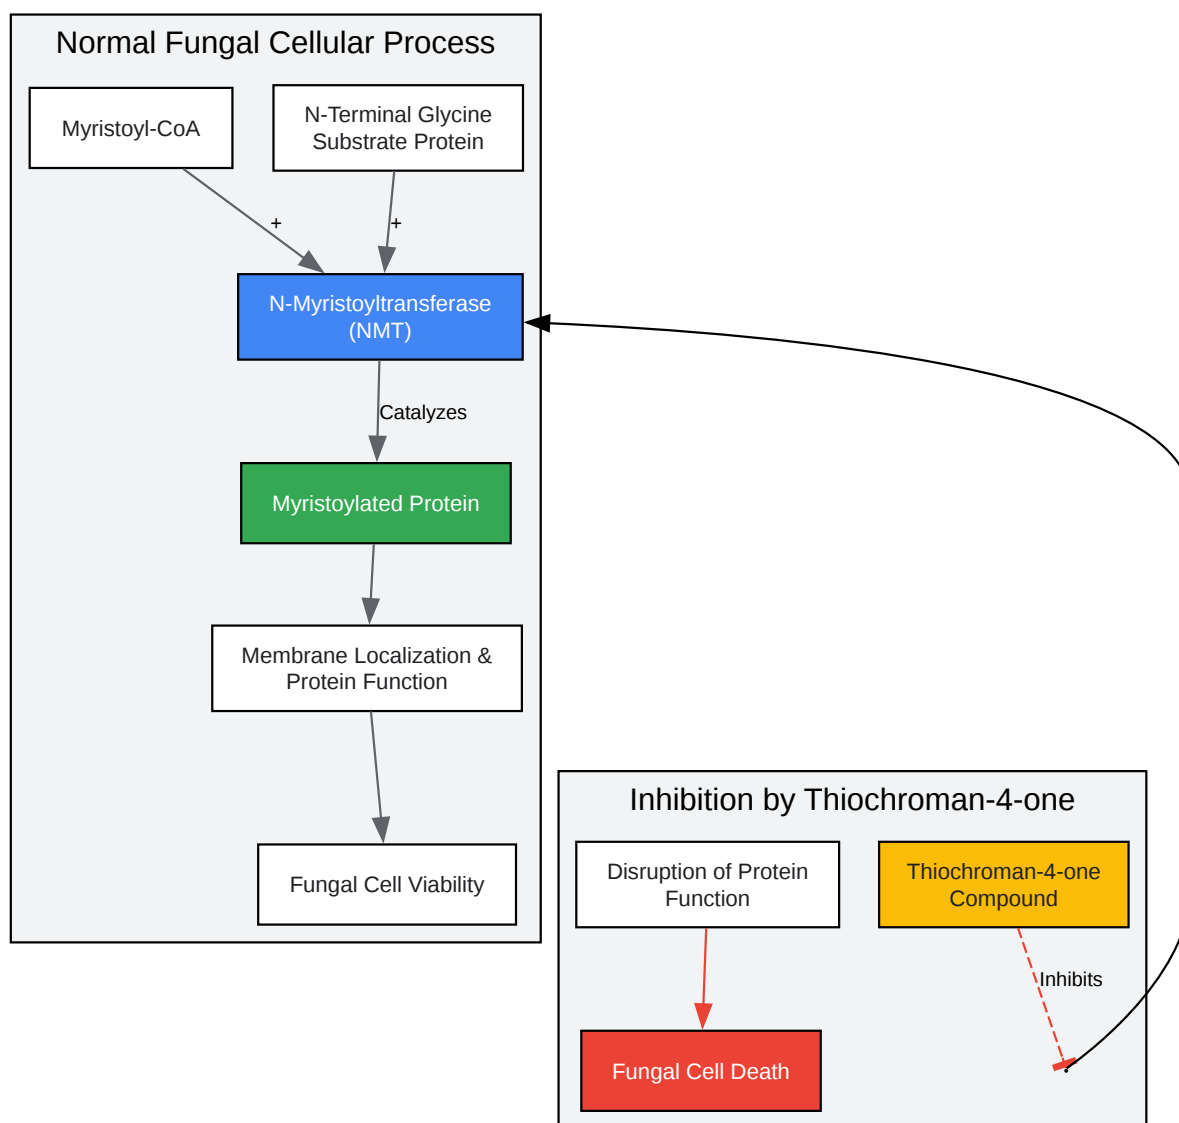 Normal Fungal Cellular Process
Myristoyl-CoA
N-Terminal Glycine
Substrate Protein
+
+
N-Myristoyltransferase
(NMT)
Catalyzes
Myristoylated Protein
Membrane Localization &
Protein Function
Fungal Cell Viability
Inhibition by Thiochroman-4-one
Disruption of Protein
Function
Thiochroman-4-one
Compound
Inhibits
Fungal Cell Death